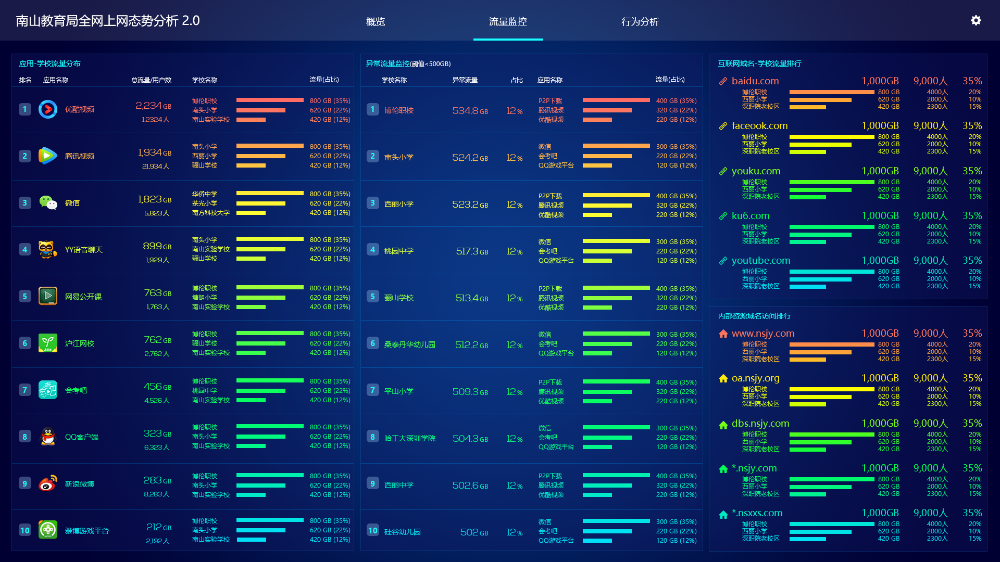 南山教育局全网上网态势分析 2.0
概览
流量监控
行为分析
应用-学校流量分布
排名 应用名称 总流量/用户数 学校名称 流量(占比)
1 优酷视频 2,234 GB 1,2324 人
博伦职校 800 GB (35%)
南头小学 620 GB (22%)
南山实验学校 420 GB (12%)
2 腾讯视频 1,934 GB 21,934 人
南头小学 800 GB (35%)
西丽小学 620 GB (22%)
骊山学校 420 GB (12%)
3 微信 1,823 GB 5,823 人
华侨中学 800 GB (35%)
茶光小学 620 GB (22%)
南方科技大学 420 GB (12%)
4 YY语音聊天 899 GB 1,929 人
南头小学 800 GB (35%)
南山实验学校 620 GB (22%)
骊山学校 420 GB (12%)
5 网易公开课 763 GB 1,763 人
博伦职校 800 GB (35%)
塘朗小学 620 GB (22%)
南山实验学校 420 GB (12%)
6 沪江网校 762 GB 2,762 人
博伦职校 800 GB (35%)
骊山学校 620 GB (22%)
南山实验学校 420 GB (12%)
7 会考吧 456 GB 4,526 人
博伦职校 800 GB (35%)
桃园中学 620 GB (22%)
南山实验学校 420 GB (12%)
8 QQ客户端 323 GB 6,323 人
博伦职校 800 GB (35%)
南头小学 620 GB (22%)
南山实验学校 420 GB (12%)
9 新浪微博 283 GB 8,283 人
博伦职校 800 GB (35%)
南头小学 620 GB (22%)
南山实验学校 420 GB (12%)
10 雅博游戏平台 212 GB 2,192 人
博伦职校 800 GB (35%)
南头小学 620 GB (22%)
南山实验学校 420 GB (12%)
异常流量监控(阈值<500GB)
学校名称 异常流量 占比 应用名称 流量(占比)
1 博伦职校 534.8 GB 12 %
P2P下载 400 GB (35%)
腾讯视频 320 GB (22%)
优酷视频 220 GB (12%)
2 南头小学 524.2 GB 12 %
微信 300 GB (35%)
会考吧 220 GB (22%)
QQ游戏平台 120 GB (12%)
3 西丽小学 523.2 GB 12 %
P2P下载 400 GB (35%)
腾讯视频 320 GB (22%)
优酷视频 220 GB (12%)
4 桃园中学 517.3 GB 12 %
微信 300 GB (35%)
会考吧 220 GB (22%)
QQ游戏平台 120 GB (12%)
5 骊山学校 513.4 GB 12 %
P2P下载 400 GB (35%)
腾讯视频 320 GB (22%)
优酷视频 220 GB (12%)
6 桑泰丹华幼儿园 512.2 GB 12 %
微信 300 GB (35%)
会考吧 220 GB (22%)
QQ游戏平台 120 GB (12%)
7 平山小学 509.3 GB 12 %
P2P下载 400 GB (35%)
腾讯视频 320 GB (22%)
优酷视频 220 GB (12%)
8 哈工大深圳学院 504.3 GB 12 %
微信 300 GB (35%)
会考吧 220 GB (22%)
QQ游戏平台 120 GB (12%)
9 西丽中学 502.6 GB 12 %
P2P下载 400 GB (35%)
腾讯视频 320 GB (22%)
优酷视频 220 GB (12%)
10 硅谷幼儿园 502 GB 12 %
微信 300 GB (35%)
会考吧 220 GB (22%)
QQ游戏平台 120 GB (12%)
互联网域名-学校流量排行
baidu.com 1,000GB 9,000人 35%
博伦职校 800 GB 4000人 20%
西丽小学 620 GB 2000人 10%
深职院老校区 420 GB 2300人 15%
faceook.com 1,000GB 9,000人 35%
博伦职校 800 GB 4000人 20%
西丽小学 620 GB 2000人 10%
深职院老校区 420 GB 2300人 15%
youku.com 1,000GB 9,000人 35%
博伦职校 800 GB 4000人 20%
西丽小学 620 GB 2000人 10%
深职院老校区 420 GB 2300人 15%
ku6.com 1,000GB 9,000人 35%
博伦职校 800 GB 4000人 20%
西丽小学 620 GB 2000人 10%
深职院老校区 420 GB 2300人 15%
youtube.com 1,000GB 9,000人 35%
博伦职校 800 GB 4000人 20%
西丽小学 620 GB 2000人 10%
深职院老校区 420 GB 2300人 15%
内部资源域名访问排行
www.nsjy.com 1,000GB 9,000人 35%
博伦职校 800 GB 4000人 20%
西丽小学 620 GB 2000人 10%
深职院老校区 420 GB 2300人 15%
oa.nsjy.org 1,000GB 9,000人 35%
博伦职校 800 GB 4000人 20%
西丽小学 620 GB 2000人 10%
深职院老校区 420 GB 2300人 15%
dbs.nsjy.com 1,000GB 9,000人 35%
博伦职校 800 GB 4000人 20%
西丽小学 620 GB 2000人 10%
深职院老校区 420 GB 2300人 15%
*.nsjy.com 1,000GB 9,000人 35%
博伦职校 800 GB 4000人 20%
西丽小学 620 GB 2000人 10%
深职院老校区 420 GB 2300人 15%
*.nsxxs.com 1,000GB 9,000人 35%
博伦职校 800 GB 4000人 20%
西丽小学 620 GB 2000人 10%
深职院老校区 420 GB 2300人 15%